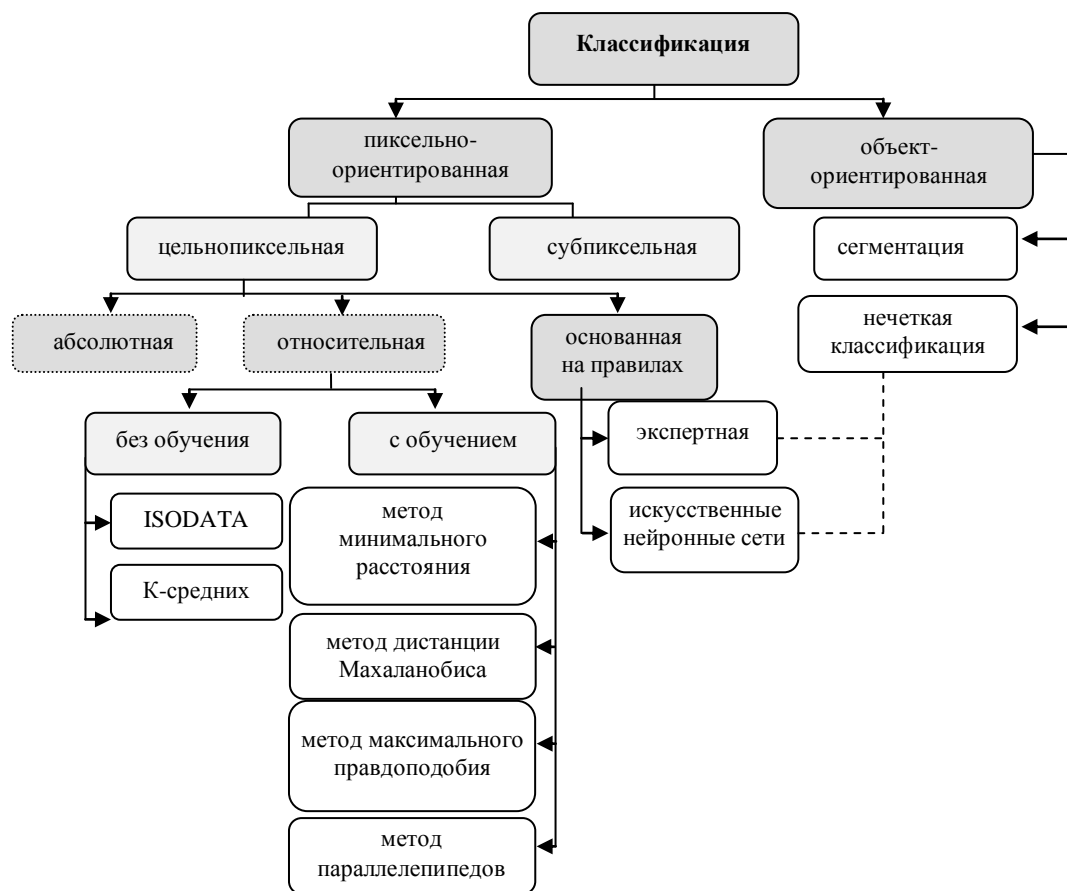 Классификация
пиксельно-
ориентированная
объект-
ориентированная
цельнопиксельная
субпиксельная
сегментация
абсолютная
относительная
основанная
на правилах
нечеткая
классификация
без обучения
с обучением
экспертная
ISODATA
К-средних
метод
минимального
расстояния
искусственные
нейронные сети
метод дистанции
Махаланобиса
метод максимального
правдоподобия
метод
параллелепипедов